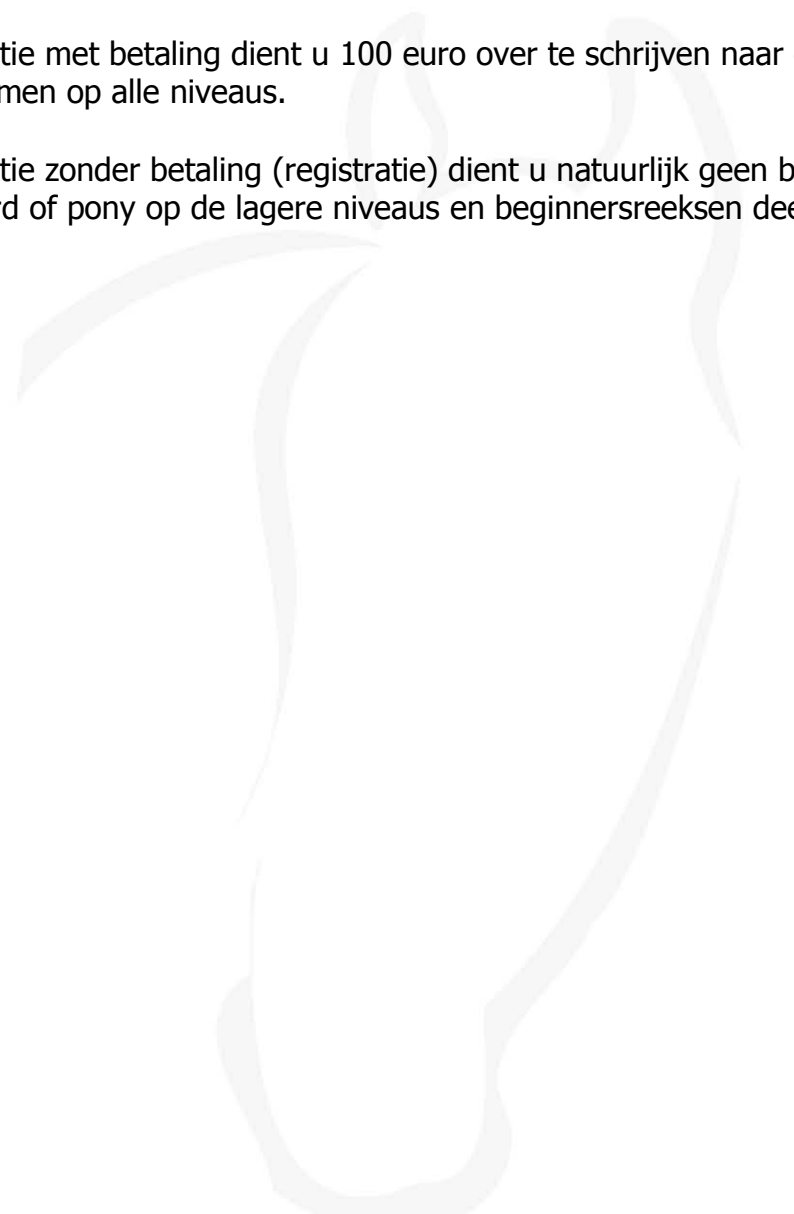 tie met betaling dient u 100 euro over te schrijven naar
men op alle niveaus.
tie zonder betaling (registratie) dient u natuurlijk geen b
rd of pony op de lagere niveaus en beginnersreeksen dee